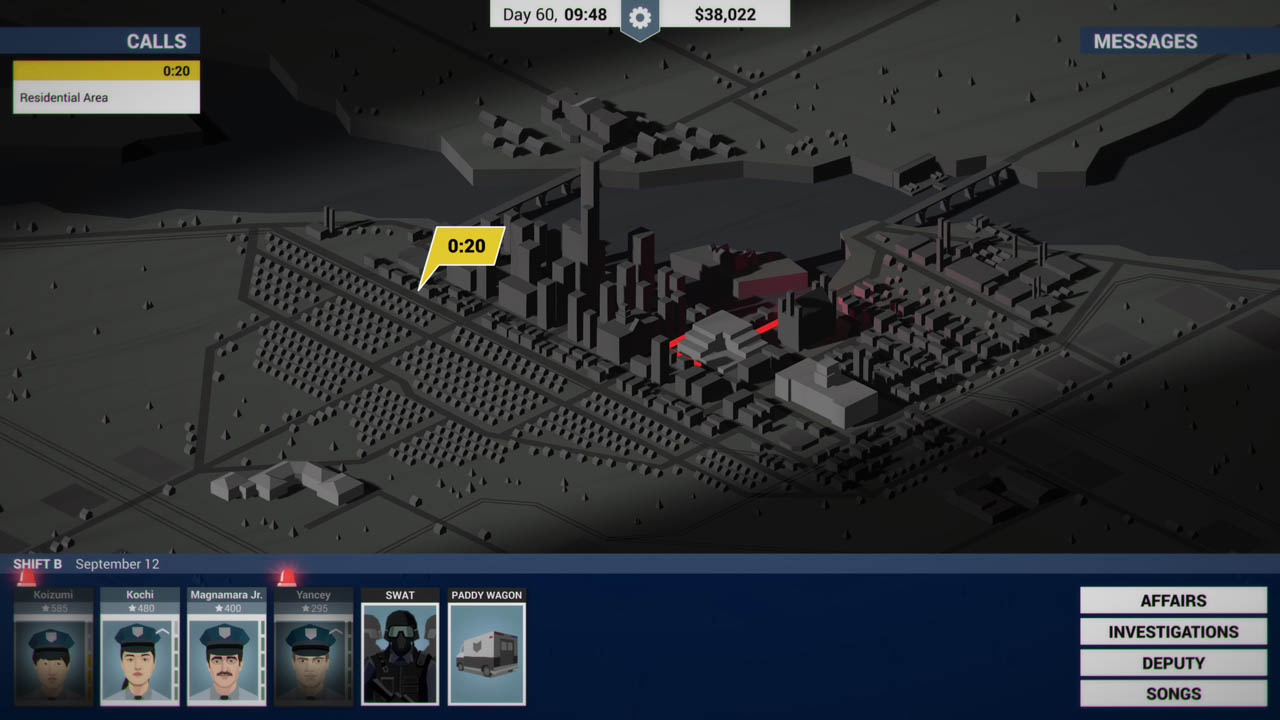 Day 60, 09:48
$38,022
CALLS
0:20
Residential Area
MESSAGES
0:20
SHIFT B September 12
Koizumi
★585
Kochi
★480
Magnamara Jr.
★400
Yancey
★295
SWAT
PADDY WAGON
AFFAIRS
INVESTIGATIONS
DEPUTY
SONGS